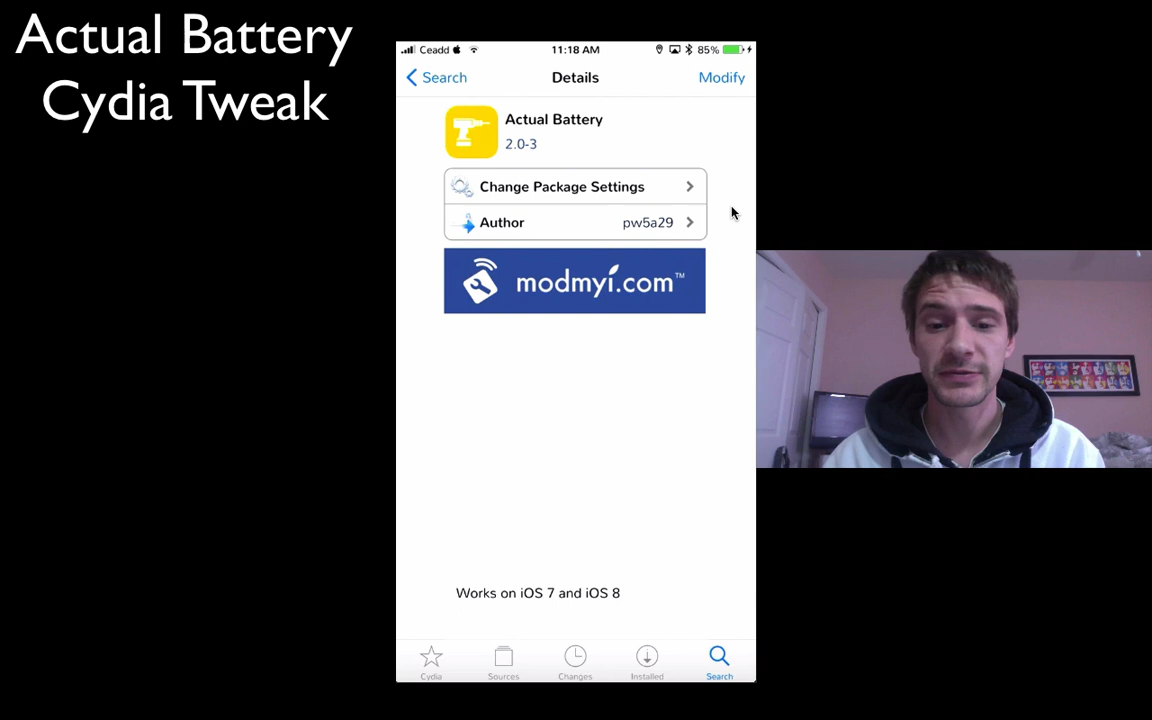 Actual Battery
Cydia Tweak
Ceadd 11:18 AM 85%
Search Details Modify
Actual Battery
2.0-3
Change Package Settings
Author pw5a29
modmyi.com™
Works on iOS 7 and iOS 8
Cydia Sources Changes Installed Search